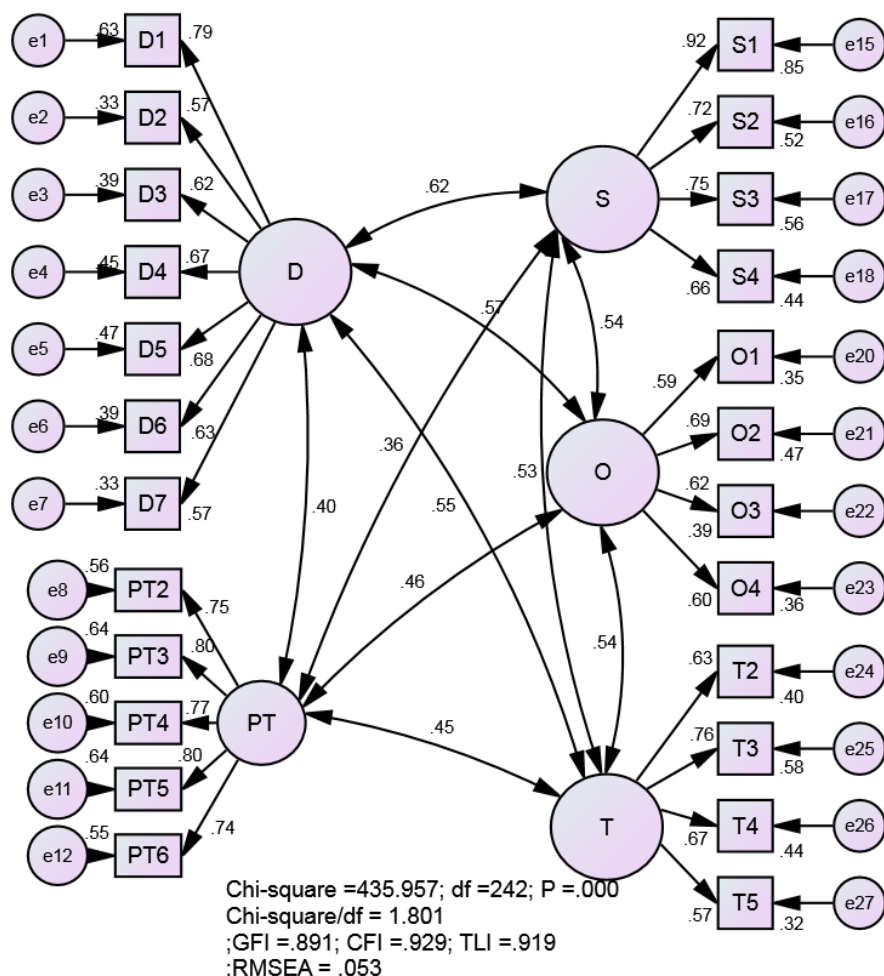 e1 .63 D1 .79
e2 .33 D2 .57
e3 .39 D3 .62
e4 .45 D4 .67
e5 .47 D5 .68
e6 .39 D6 .63
e7 .33 D7 .57
D
e8 .56 PT2 .75
e9 .64 PT3 .80
e10 .60 PT4 .77
e11 .64 PT5 .80
e12 .55 PT6 .74
PT
.62
.57
.54
.36
.53
.55
.40
.46
.54
.45
S
.92 S1 .85 e15
.72 S2 .52 e16
.75 S3 .56 e17
.66 S4 .44 e18
O
.59 O1 .35 e20
.69 O2 .47 e21
.62 O3 .39 e22
.60 O4 .36 e23
T
.63 T2 .40 e24
.76 T3 .58 e25
.67 T4 .44 e26
.57 T5 .32 e27
Chi-square =435.957; df =242; P =.000
Chi-square/df = 1.801
;GFI =.891; CFI =.929; TLI =.919
:RMSEA = .053